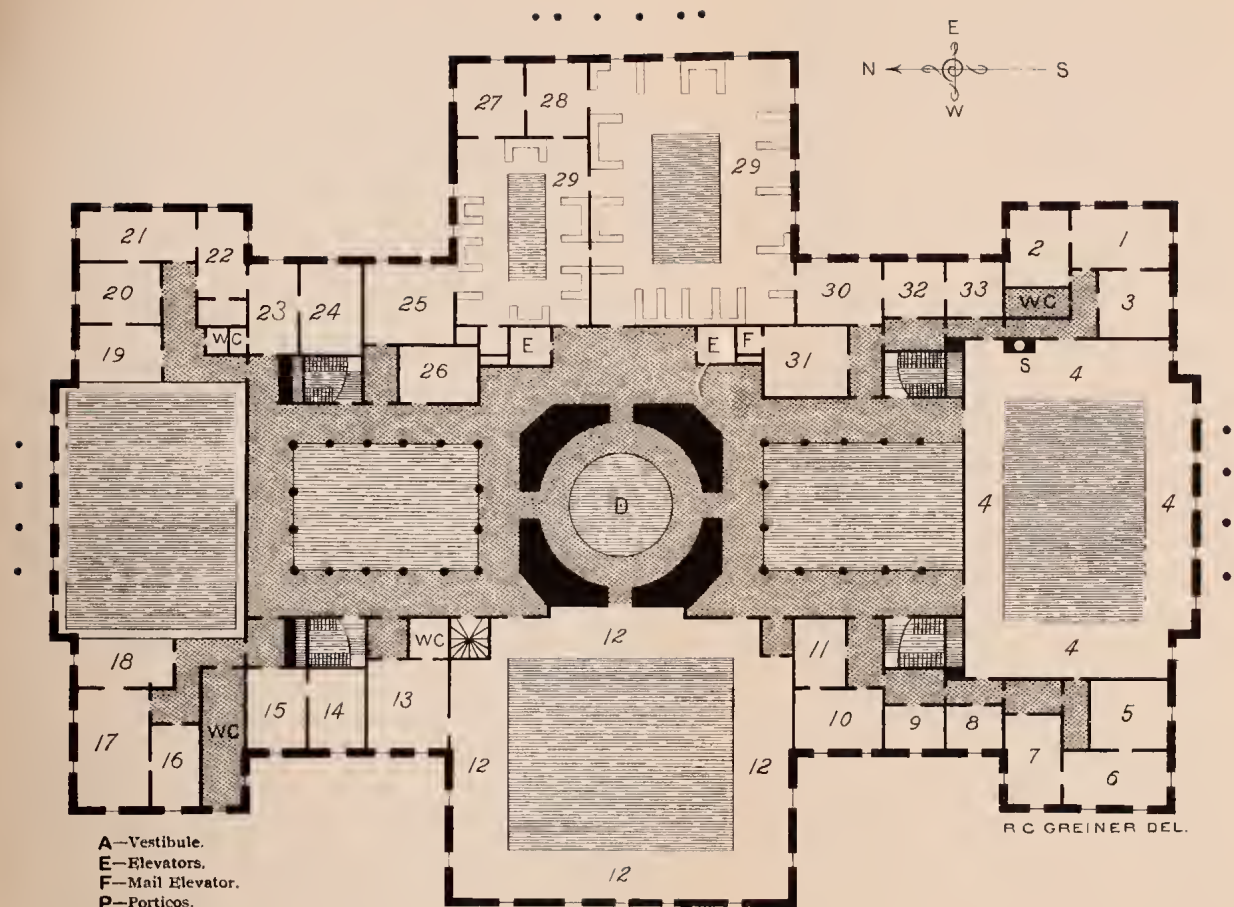 E
N S
W
27 28
29 29
21 22
2 1
20
23 24 25
30 32 33
WC
3
19
WC
26
E E F
31
S
4
D
4 4
12
WC
11
4
18
13
10
5
15 14
9 8
17
16
WC
12 12
7
6
R C GREINER DEL.
A—Vestibule.
E—Elevators.
F—Mail Elevator.
12
P—Porticos.